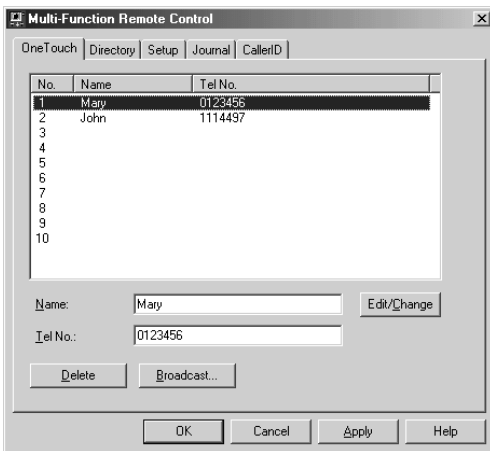 Multi-Function Remote Control
OneTouch Directory Setup Journal CallerID
No. Name Tel No.
1 Mary 0123456
2 John 1114497
3
4
5
6
7
8
9
10
Name: Mary Edit/Change
Tel No.: 0123456
Delete Broadcast...
OK Cancel Apply Help